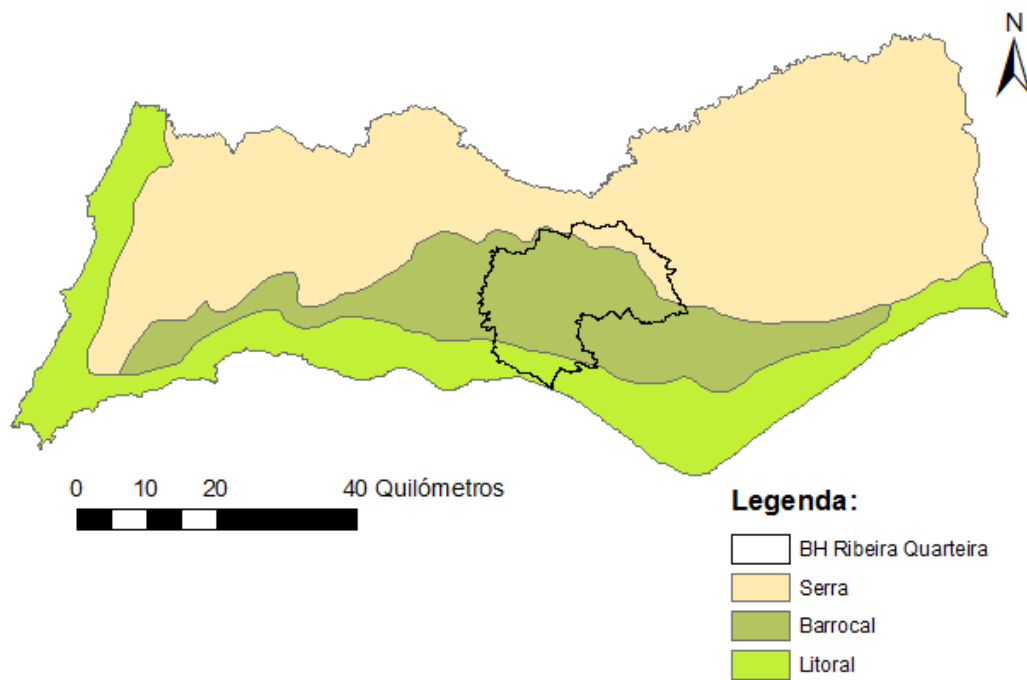 N
0 10 20 40 Quilómetros
Legenda:
BH Ribeira Quarteira
Serra
Barrocal
Litoral